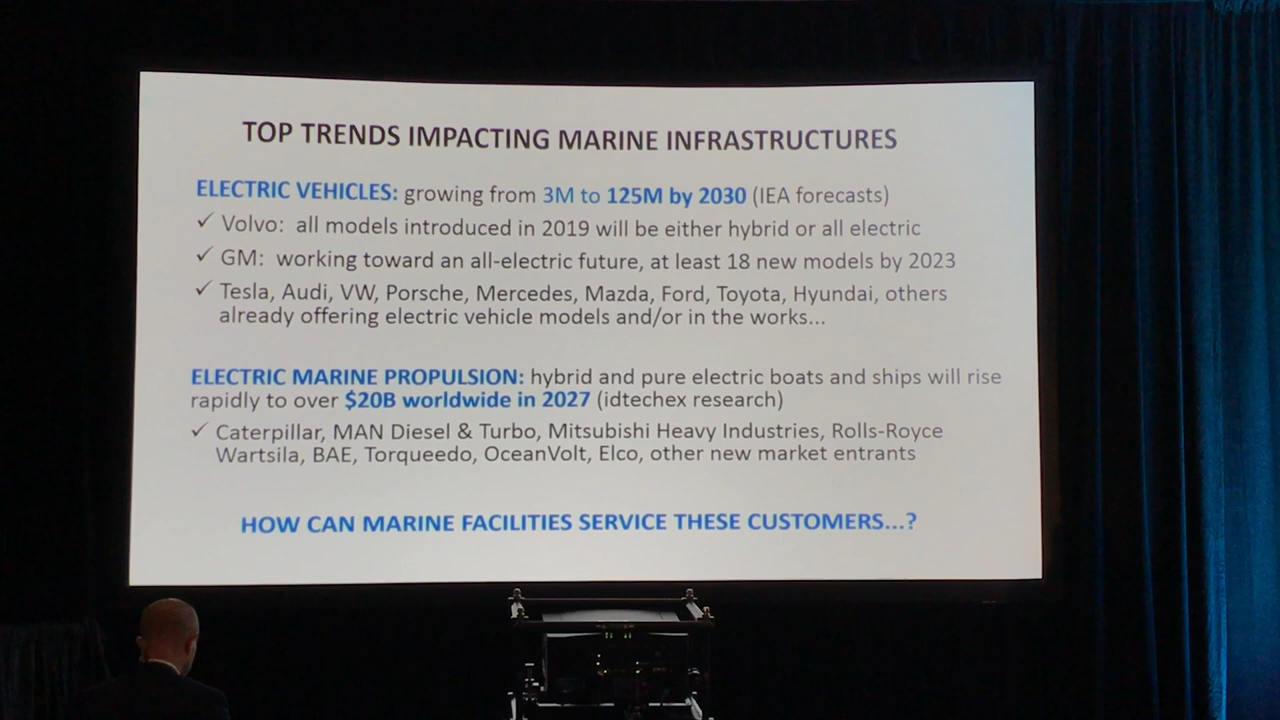 TOP TRENDS IMPACTING MARINE INFRASTRUCTURES
ELECTRIC VEHICLES: growing from 3M to 125M by 2030 (IEA forecasts)
✓ Volvo: all models introduced in 2019 will be either hybrid or all electric
✓ GM: working toward an all-electric future, at least 18 new models by 2023
✓ Tesla, Audi, VW, Porsche, Mercedes, Mazda, Ford, Toyota, Hyundai, others
already offering electric vehicle models and/or in the works...
ELECTRIC MARINE PROPULSION: hybrid and pure electric boats and ships will rise
rapidly to over $20B worldwide in 2027 (idtechex research)
✓ Caterpillar, MAN Diesel & Turbo, Mitsubishi Heavy Industries, Rolls-Royce
Wartsila, BAE, Torqueedo, OceanVolt, Elco, other new market entrants
HOW CAN MARINE FACILITIES SERVICE THESE CUSTOMERS...?